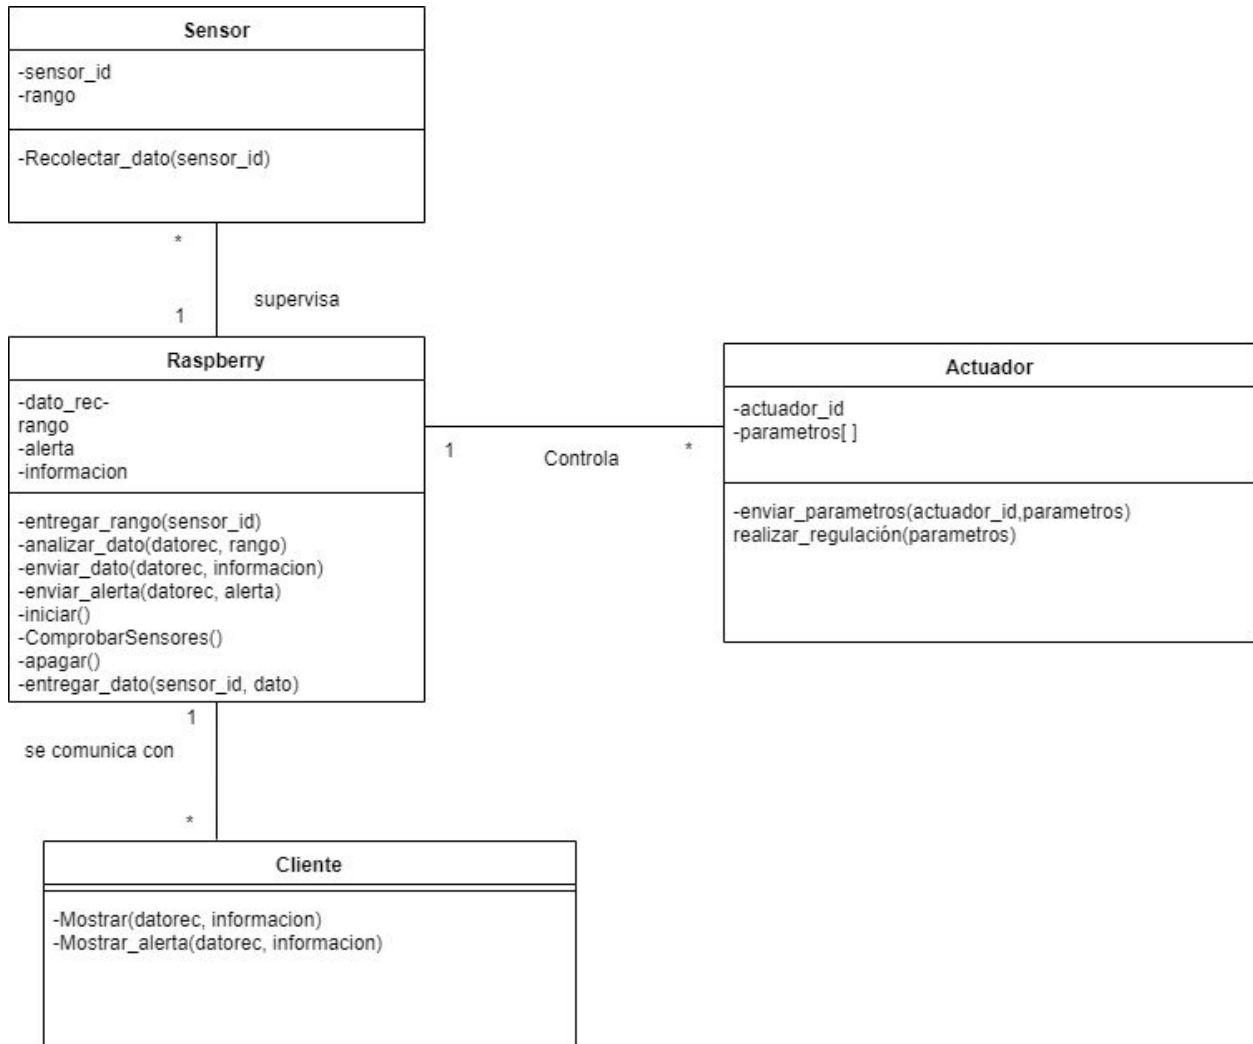 Sensor
-sensor_id
-rango
-Recolectar_dato(sensor_id)
*
supervisa
1
Raspberry
-dato_rec-
rango
-alerta
-informacion
-entregar_rango(sensor_id)
-analizar_dato(datorec, rango)
-enviar_dato(datorec, informacion)
-enviar_alerta(datorec, alerta)
-iniciar()
-ComprobarSensores()
-apagar()
-entregar_dato(sensor_id, dato)
1
Controla
*
Actuador
-actuador_id
-parametros[ ]
-enviar_parametros(actuador_id,parametros)
realizar_regulación(parametros)
1
se comunica con
*
Cliente
-Mostrar(datorec, informacion)
-Mostrar_alerta(datorec, informacion)